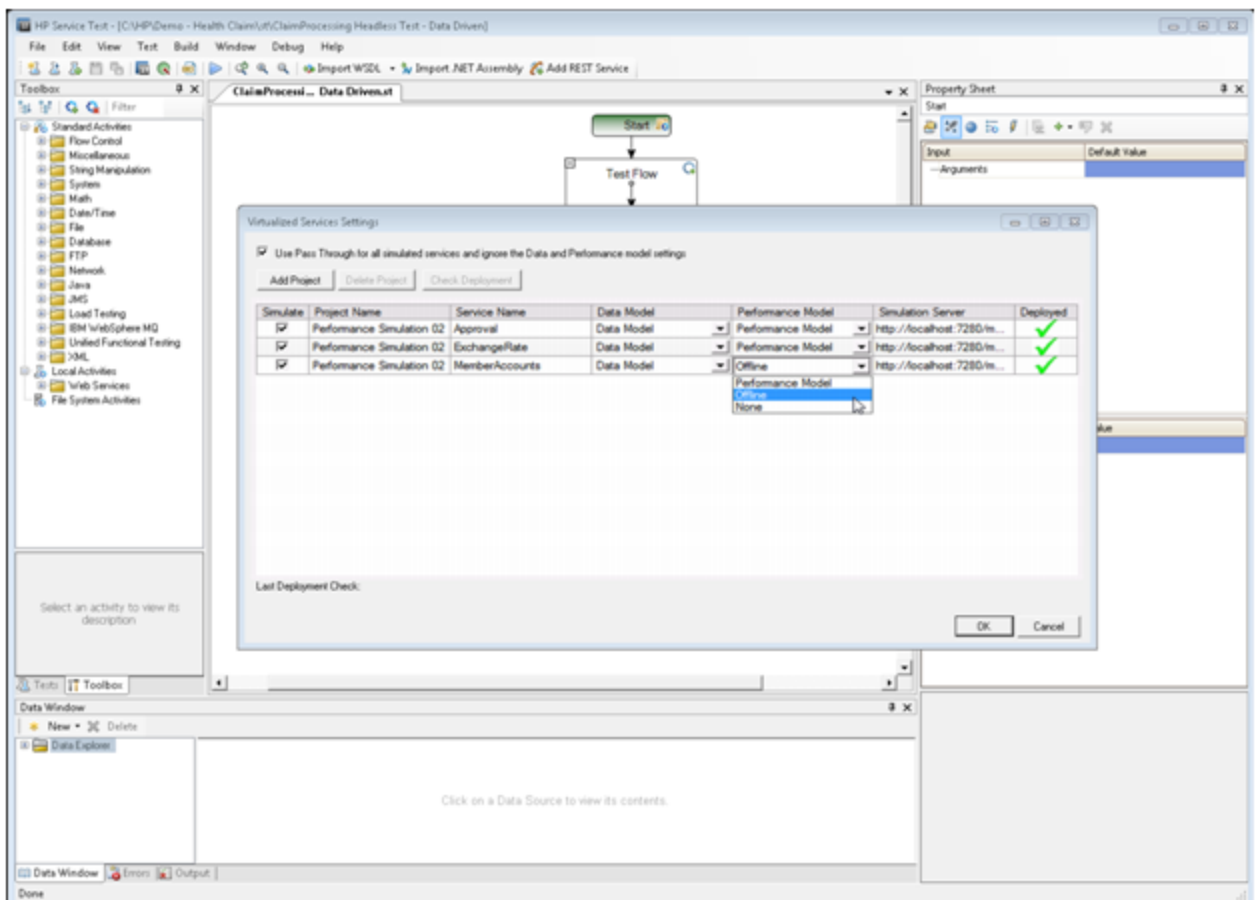 HP Service Test - [C:\HP\Demo - Health Claim\st\ClaimProcessing Headless Test - Data Driven]
File Edit View Test Build Window Debug Help
Import WSDL Import .NET Assembly Add REST Service
Toolbox
Filter
Standard Activities
Flow Control
Miscellaneous
String Manipulation
System
Math
Date/Time
File
Database
FTP
Network
Java
JMS
Load Testing
IBM WebSphere MQ
Unified Functional Testing
XML
Local Activities
Web Services
File System Activities
Select an activity to view its
description
Tests Toolbox
ClaimProcessi... Data Driven.st
Start
Test Flow
Property Sheet
Start
Input Default Value
Arguments
Virtualized Services Settings
Use Pass Through for all simulated services and ignore the Data and Performance model settings
Add Project Delete Project Check Deployment
Simulate Project Name Service Name Data Model Performance Model Simulation Server Deployed
Performance Simulation 02 Approval Data Model Performance Model http://localhost:7280/m...
Performance Simulation 02 ExchangeRate Data Model Performance Model http://localhost:7280/m...
Performance Simulation 02 MemberAccounts Data Model Offline http://localhost:7280/m...
Performance Model
Offline
None
Last Deployment Check:
OK Cancel
Data Window
New Delete
Data Explorer
Click on a Data Source to view its contents.
Data Window Errors Output
Done